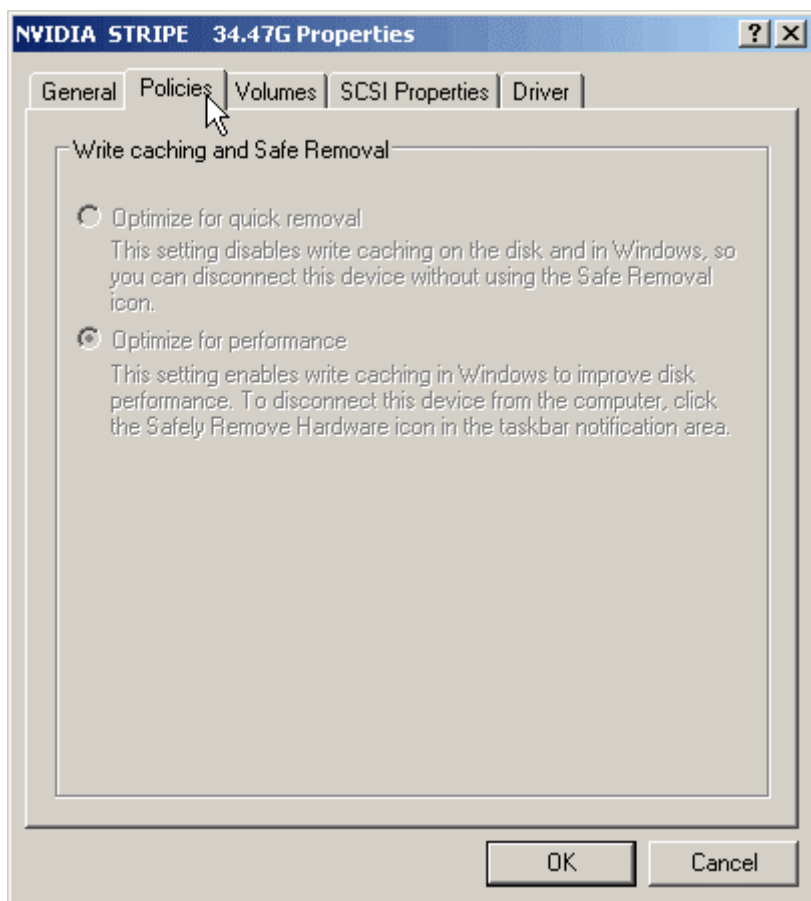 NVIDIA STRIPE 34.47G Properties
General Policies Volumes SCSI Properties Driver
Write caching and Safe Removal
Optimize for quick removal
This setting disables write caching on the disk and in Windows, so
you can disconnect this device without using the Safe Removal
icon.
Optimize for performance
This setting enables write caching in Windows to improve disk
performance. To disconnect this device from the computer, click
the Safely Remove Hardware icon in the taskbar notification area.
OK Cancel